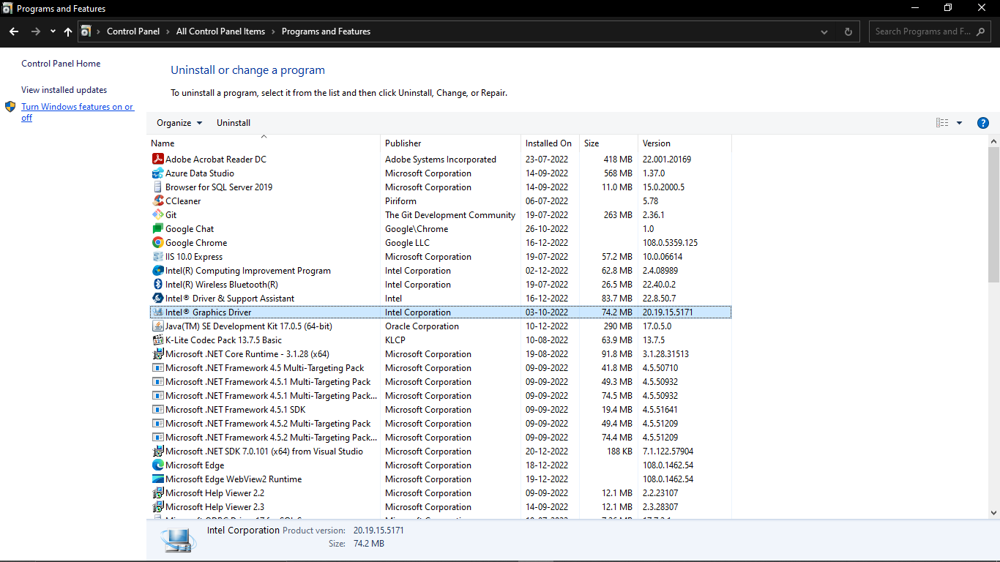 Programs and Features
Control Panel > All Control Panel Items > Programs and Features
Search Programs and F...
Control Panel Home
View installed updates
Turn Windows features on or
off
Uninstall or change a program
To uninstall a program, select it from the list and then click Uninstall, Change, or Repair.
Organize Uninstall
Name Publisher Installed On Size Version
Adobe Acrobat Reader DC Adobe Systems Incorporated 23-07-2022 418 MB 22.001.20169
Azure Data Studio Microsoft Corporation 14-09-2022 568 MB 1.37.0
Browser for SQL Server 2019 Microsoft Corporation 14-09-2022 11.0 MB 15.0.2000.5
CCleaner Piriform 06-07-2022 5.78
Git The Git Development Community 19-07-2022 263 MB 2.36.1
Google Chat Google\Chrome 26-10-2022 1.0
Google Chrome Google LLC 16-12-2022 108.0.5359.125
IIS 10.0 Express Microsoft Corporation 19-07-2022 57.2 MB 10.0.06614
Intel(R) Computing Improvement Program Intel Corporation 02-12-2022 62.8 MB 2.4.08989
Intel(R) Wireless Bluetooth(R) Intel Corporation 19-07-2022 26.5 MB 22.40.0.2
Intel® Driver & Support Assistant Intel 16-12-2022 83.7 MB 22.8.50.7
Intel® Graphics Driver Intel Corporation 03-10-2022 74.2 MB 20.19.15.5171
Java(TM) SE Development Kit 17.0.5 (64-bit) Oracle Corporation 10-12-2022 290 MB 17.0.5.0
K-Lite Codec Pack 13.7.5 Basic KLCP 10-08-2022 63.9 MB 13.7.5
Microsoft .NET Core Runtime - 3.1.28 (x64) Microsoft Corporation 19-08-2022 91.8 MB 3.1.28.31513
Microsoft .NET Framework 4.5 Multi-Targeting Pack Microsoft Corporation 09-09-2022 41.8 MB 4.5.50710
Microsoft .NET Framework 4.5.1 Multi-Targeting Pack Microsoft Corporation 09-09-2022 49.3 MB 4.5.50932
Microsoft .NET Framework 4.5.1 Multi-Targeting Pack... Microsoft Corporation 09-09-2022 74.5 MB 4.5.50932
Microsoft .NET Framework 4.5.1 SDK Microsoft Corporation 09-09-2022 19.4 MB 4.5.51641
Microsoft .NET Framework 4.5.2 Multi-Targeting Pack Microsoft Corporation 09-09-2022 49.4 MB 4.5.51209
Microsoft .NET Framework 4.5.2 Multi-Targeting Pack... Microsoft Corporation 09-09-2022 74.4 MB 4.5.51209
Microsoft .NET SDK 7.0.101 (x64) from Visual Studio Microsoft Corporation 20-12-2022 188 KB 7.1.122.57904
Microsoft Edge Microsoft Corporation 18-12-2022 108.0.1462.54
Microsoft Edge WebView2 Runtime Microsoft Corporation 19-12-2022 108.0.1462.54
Microsoft Help Viewer 2.2 Microsoft Corporation 09-09-2022 12.1 MB 2.2.23107
Microsoft Help Viewer 2.3 Microsoft Corporation 14-09-2022 12.1 MB 2.3.28307
Intel Corporation Product version: 20.19.15.5171
Size: 74.2 MB